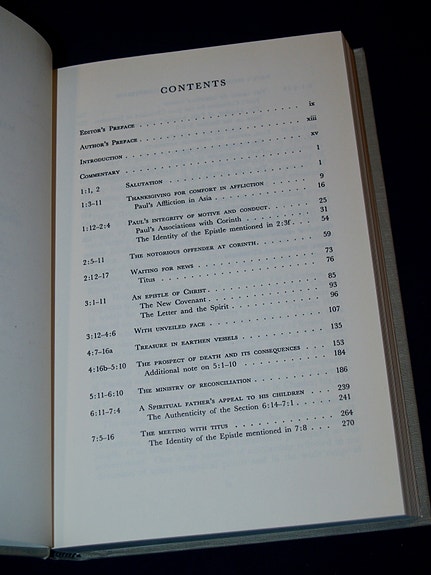 CONTENTS
EDITOR'S PREFACE . . . . . . . . . . . . . . . . . . . . ix
AUTHOR'S PREFACE . . . . . . . . . . . . . . . . . . . . xiii
INTRODUCTION . . . . . . . . . . . . . . . . . . . . xv
COMMENTARY . . . . . . . . . . . . . . . . . . . . 1
1:1, 2 SALUTATION . . . . . . . . . . . . . . . . 1
1:3-11 THANKSGIVING FOR COMFORT IN AFFLICTION . . . . . 9
Paul's Affliction in Asia . . . . . . . . . . . . 16
1:12-2:4 PAUL'S INTEGRITY OF MOTIVE AND CONDUCT . . . . . 25
Paul's Associations with Corinth . . . . . . . . 31
The Identity of the Epistle mentioned in 2:3f . . . . 54
2:5-11 THE NOTORIOUS OFFENDER AT CORINTH . . . . . . . 59
2:12-17 WAITING FOR NEWS . . . . . . . . . . . . . 73
Titus . . . . . . . . . . . . . . . . 76
3:1-11 AN EPISTLE OF CHRIST . . . . . . . . . . . . 85
The New Covenant . . . . . . . . . . . . 93
The Letter and the Spirit . . . . . . . . . . 96
3:12-4:6 WITH UNVEILED FACE . . . . . . . . . . . . 107
4:7-16a TREASURE IN EARTHEN VESSELS . . . . . . . . . 135
4:16b-5:10 THE PROSPECT OF DEATH AND ITS CONSEQUENCES . . . 153
Additional note on 5:1-10 . . . . . . . . . . 184
5:11-6:10 THE MINISTRY OF RECONCILIATION . . . . . . . . 186
6:11-7:4 A SPIRITUAL FATHER'S APPEAL TO HIS CHILDREN . . . . 239
The Authenticity of the Section 6:14-7:1 . . . . . 241
7:5-16 THE MEETING WITH TITUS . . . . . . . . . . . 264
The Identity of the Epistle mentioned in 7:8 . . . . 270